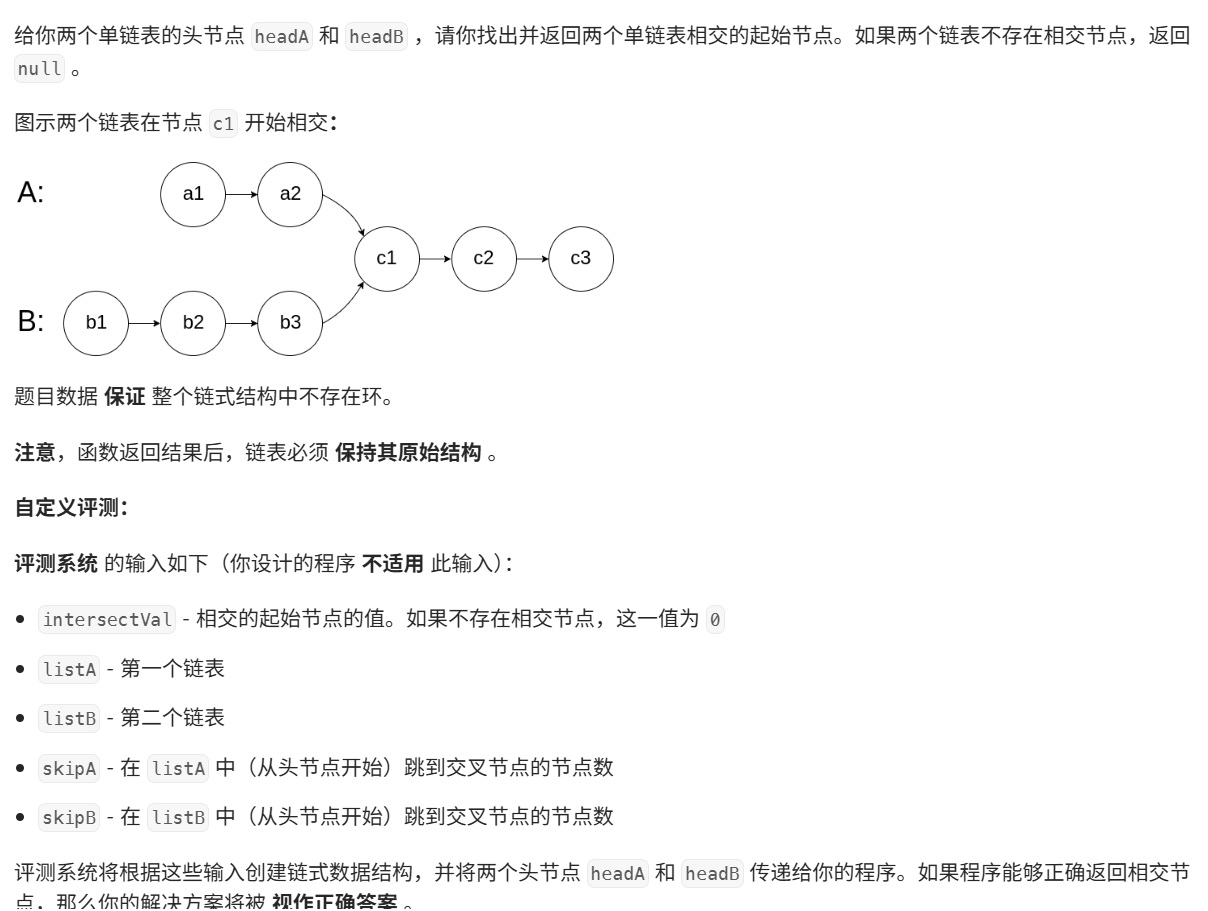 给你两个单链表的头节点 headA 和 headB ，请你找出并返回两个单链表相交的起始节点。如果两个链表不存在相交节点，返回
null 。
图示两个链表在节点 c1 开始相交：
A:
a1
a2
c1
c2
c3
B:
b1
b2
b3
题目数据 保证 整个链式结构中不存在环。
注意，函数返回结果后，链表必须 保持其原始结构 。
自定义评测：
评测系统 的输入如下（你设计的程序 不适用 此输入）：
intersectVal - 相交的起始节点的值。如果不存在相交节点，这一值为 0
listA - 第一个链表
listB - 第二个链表
skipA - 在 listA 中（从头节点开始）跳到交叉节点的节点数
skipB - 在 listB 中（从头节点开始）跳到交叉节点的节点数
评测系统将根据这些输入创建链式数据结构，并将两个头节点 headA 和 headB 传递给你的程序。如果程序能够正确返回相交节
点，那么你的解决方案将被 视作正确答案 。